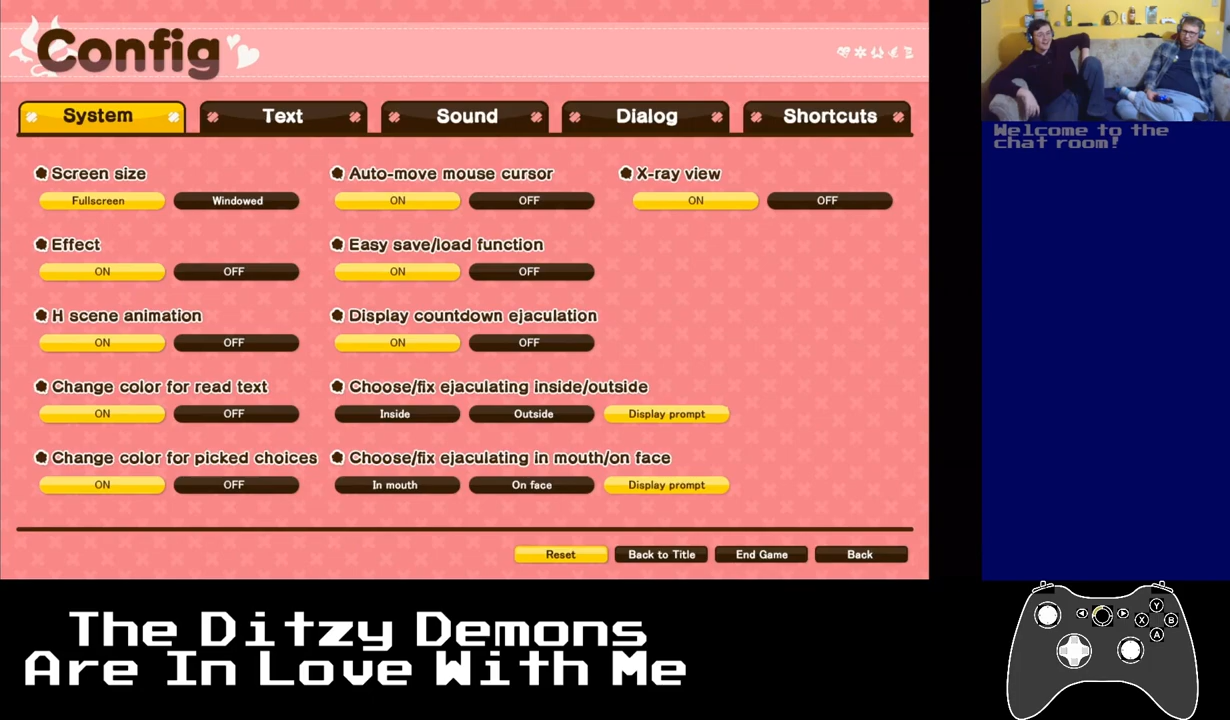 Config
System Text Sound Dialog Shortcuts
Screen size
Fullscreen Windowed
Effect
ON OFF
H scene animation
ON OFF
Change color for read text
ON OFF
Change color for picked choices
ON OFF
Auto-move mouse cursor
ON OFF
Easy save/load function
ON OFF
Display countdown ejaculation
ON OFF
Choose/fix ejaculating inside/outside
Inside Outside Display prompt
Choose/fix ejaculating in mouth/on face
In mouth On face Display prompt
X-ray view
ON OFF
Reset Back to Title End Game Back
Welcome to the
chat room!
The Ditzy Demons
Are In Love With Me
Y
X B
A